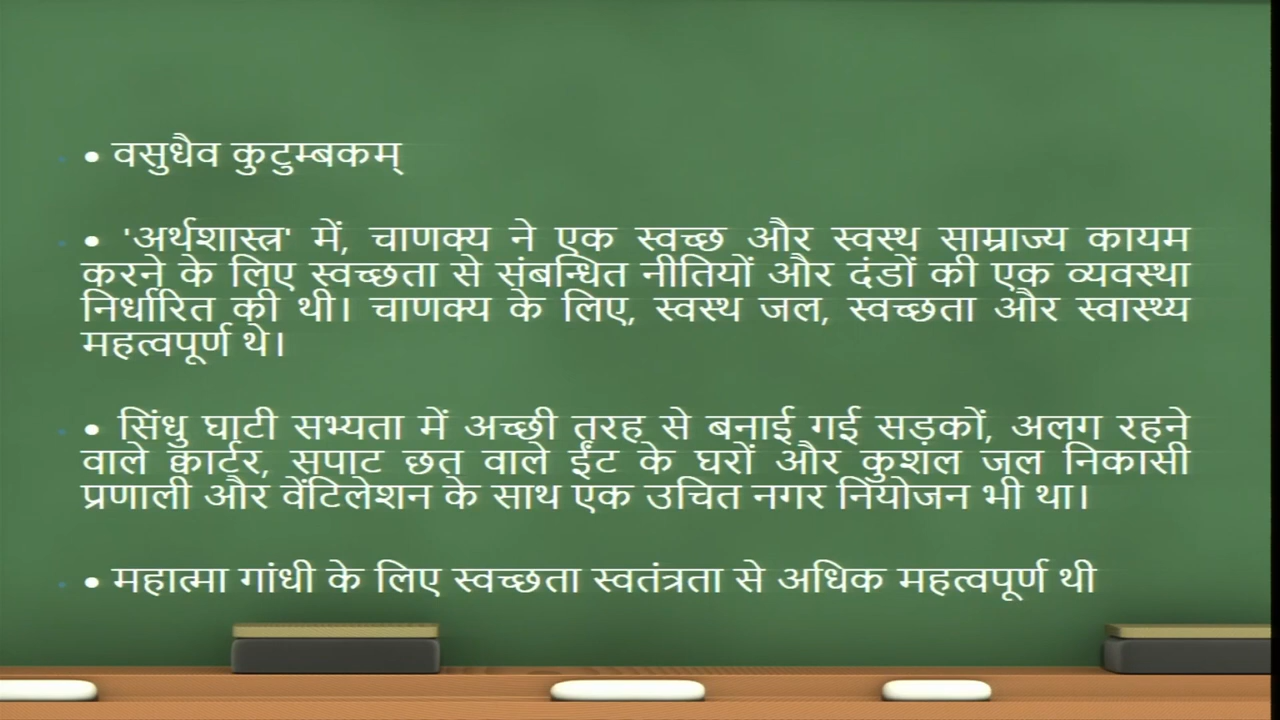 • वसुधैव कुटुम्बकम्
• 'अर्थशास्त्र' में, चाणक्य ने एक स्वच्छ और स्वस्थ साम्राज्य कायम
करने के लिए स्वच्छता से संबन्धित नीतियों और दंडों की एक व्यवस्था
निर्धारित की थी। चाणक्य के लिए, स्वस्थ जल, स्वच्छता और स्वास्थ्य
महत्वपूर्ण थे।
• सिंधु घाटी सभ्यता में अच्छी तरह से बनाई गई सड़कों, अलग रहने
वाले क्वार्टर, सपाट छत वाले ईंट के घरों और कुशल जल निकासी
प्रणाली और वेंटिलेशन के साथ एक उचित नगर नियोजन भी था।
• महात्मा गांधी के लिए स्वच्छता स्वतंत्रता से अधिक महत्वपूर्ण थी